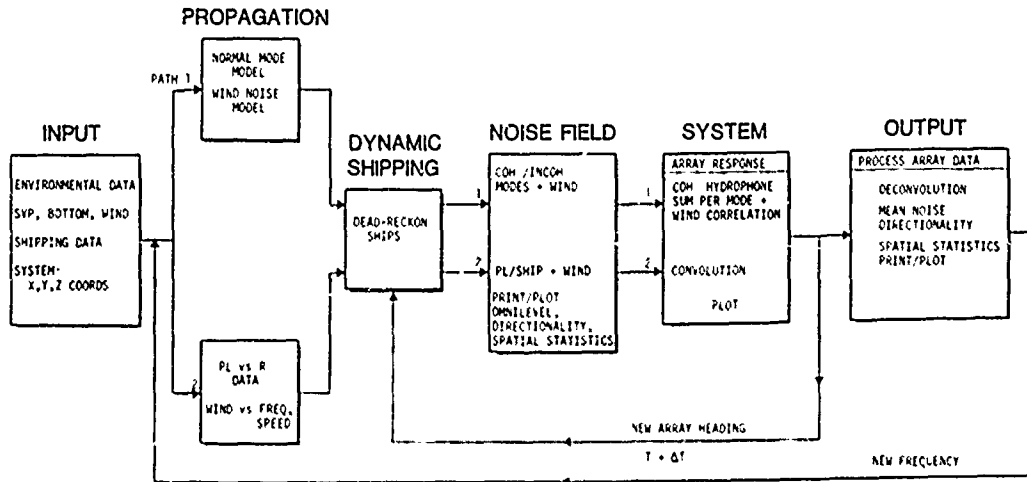 PROPAGATION
PATH 1
NORMAL MODE
MODEL
WIND NOISE
MODEL
INPUT
ENVIRONMENTAL DATA
SVP, BOTTOM, WIND
SHIPPING DATA
SYSTEM-
X,Y,Z COORDS
2
PL vs R
DATA
WIND vs FREQ,
SPEED
DYNAMIC
SHIPPING
DEAD-RECKON
SHIPS
1
2
NOISE FIELD
COH /INCOH
MODES + WIND
PL/SHIP + WIND
PRINT/PLOT
OMNILEVEL,
DIRECTIONALITY,
SPATIAL STATISTICS
1
2
SYSTEM
ARRAY RESPONSE
COH HYDROPHONE
SUM PER MODE +
WIND CORRELATION
CONVOLUTION
PLOT
OUTPUT
PROCESS ARRAY DATA
DECONVOLUTION
MEAN NOISE
DIRECTIONALITY
SPATIAL STATISTICS
PRINT/PLOT
NEW ARRAY HEADING
T + ΔT
NEW FREQUENCY